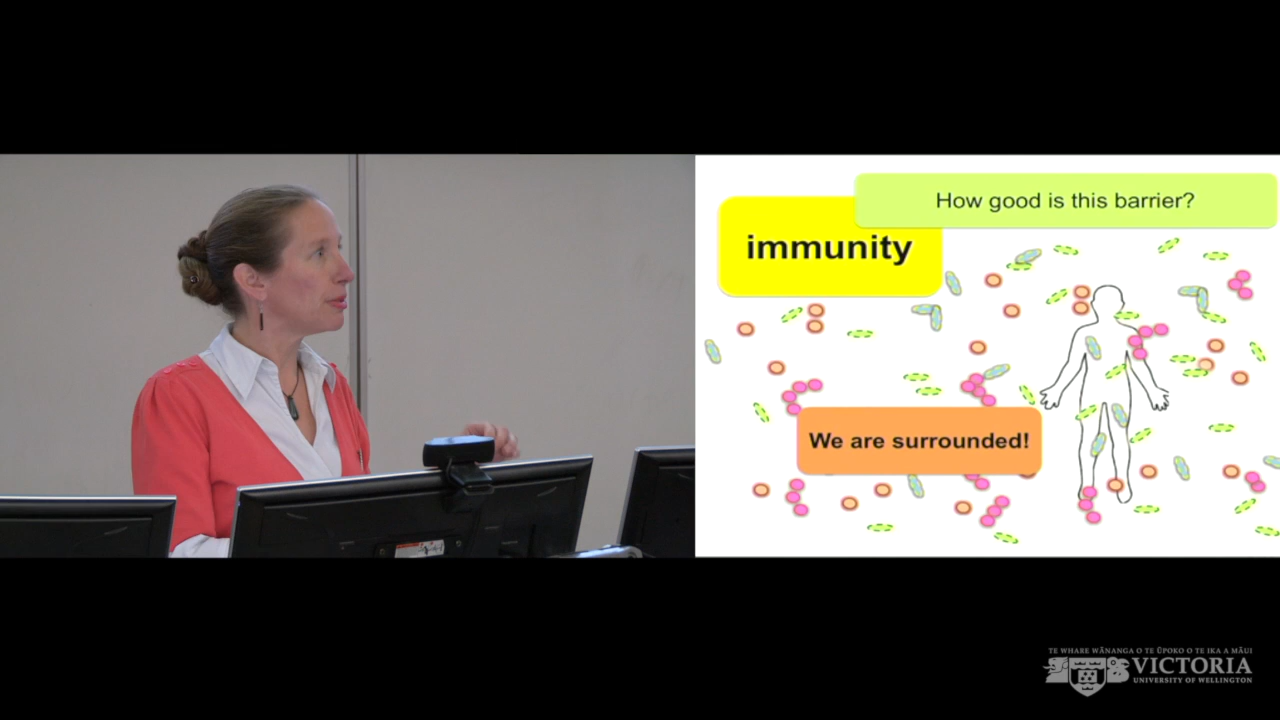 How good is this barrier?
immunity
We are surrounded!
TE WHARE WĀNANGA O TE ŪPOKO O TE IKA A MĀUI
VICTORIA
UNIVERSITY OF WELLINGTON